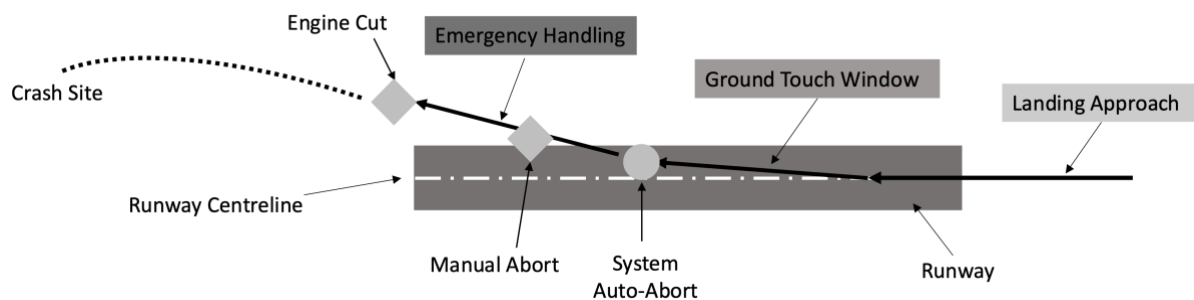 Engine Cut
Emergency Handling
Ground Touch Window
Crash Site
Landing Approach
Runway Centreline
Manual Abort
System
Auto-Abort
Runway